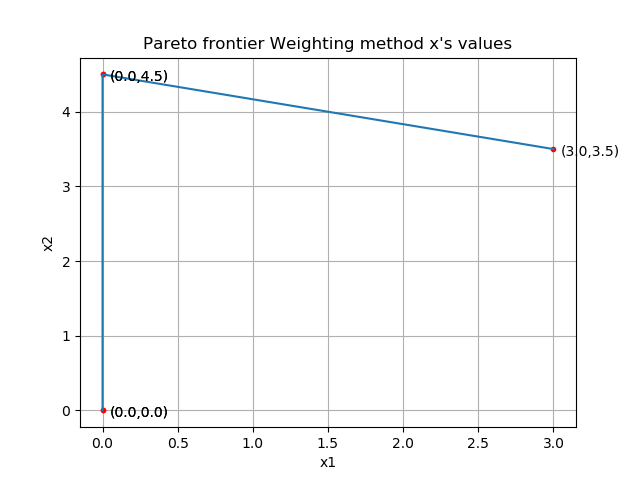 Pareto frontier Weighting method x's values
(0.0,4.5)
(3.0,3.5)
(0.0,0.0)
x2
4
3
2
1
0
0.0 0.5 1.0 1.5 2.0 2.5 3.0
x1